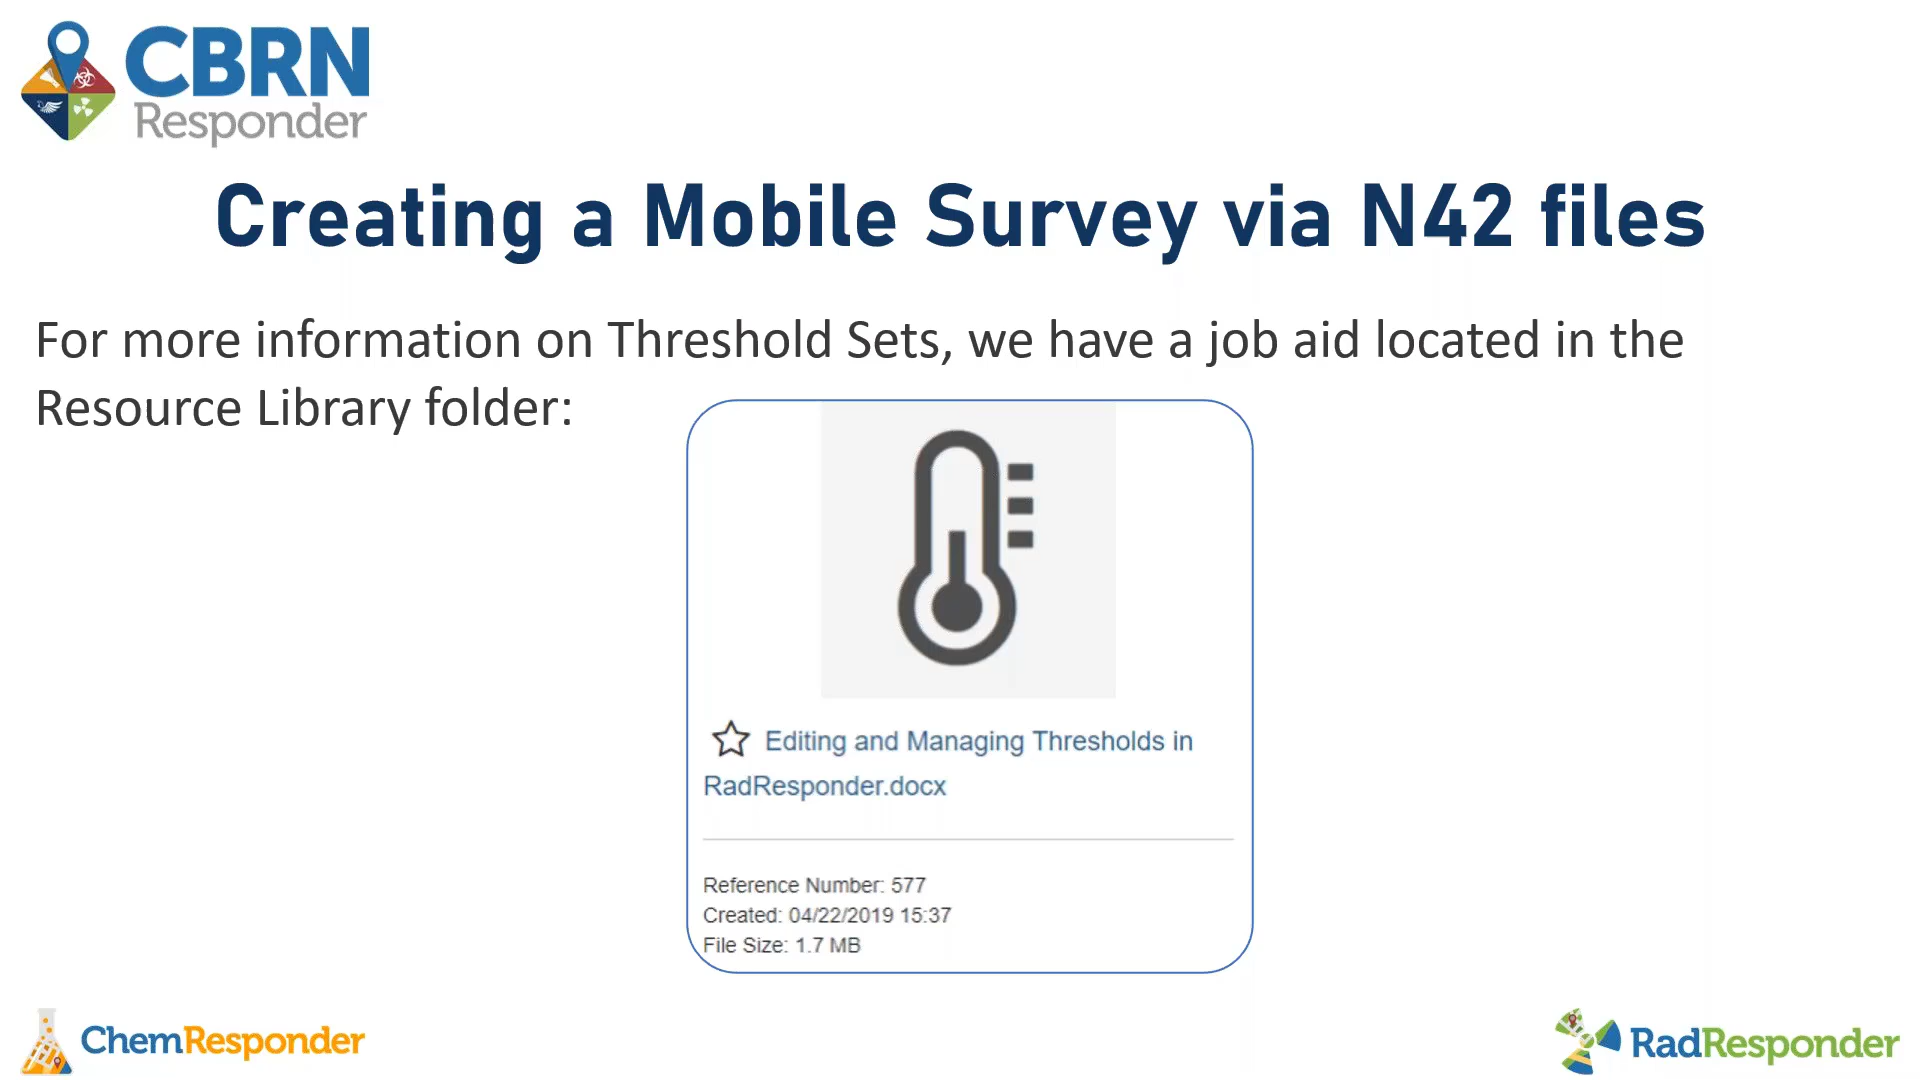 CBRN
Responder
Creating a Mobile Survey via N42 files
For more information on Threshold Sets, we have a job aid located in the
Resource Library folder:
Editing and Managing Thresholds in
RadResponder.docx
Reference Number: 577
Created: 04/22/2019 15:37
File Size: 1.7 MB
ChemResponder
RadResponder